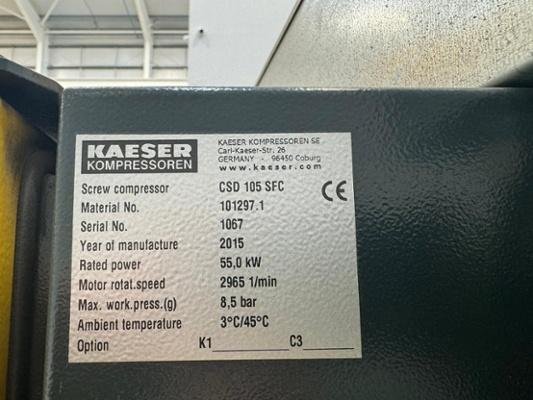 KAESER
KOMPRESSOREN
KAESER KOMPRESSOREN SE
Carl-Kaeser-Str. 26
GERMANY - 96450 Coburg
www.kaeser.com
CE
Screw compressor CSD 105 SFC
Material No. 101297.1
Serial No. 1067
Year of manufacture 2015
Rated power 55,0 kW
Motor rotat.speed 2965 1/min
Max. work.press.(g) 8,5 bar
Ambient temperature 3°C/45°C
Option K1 C3